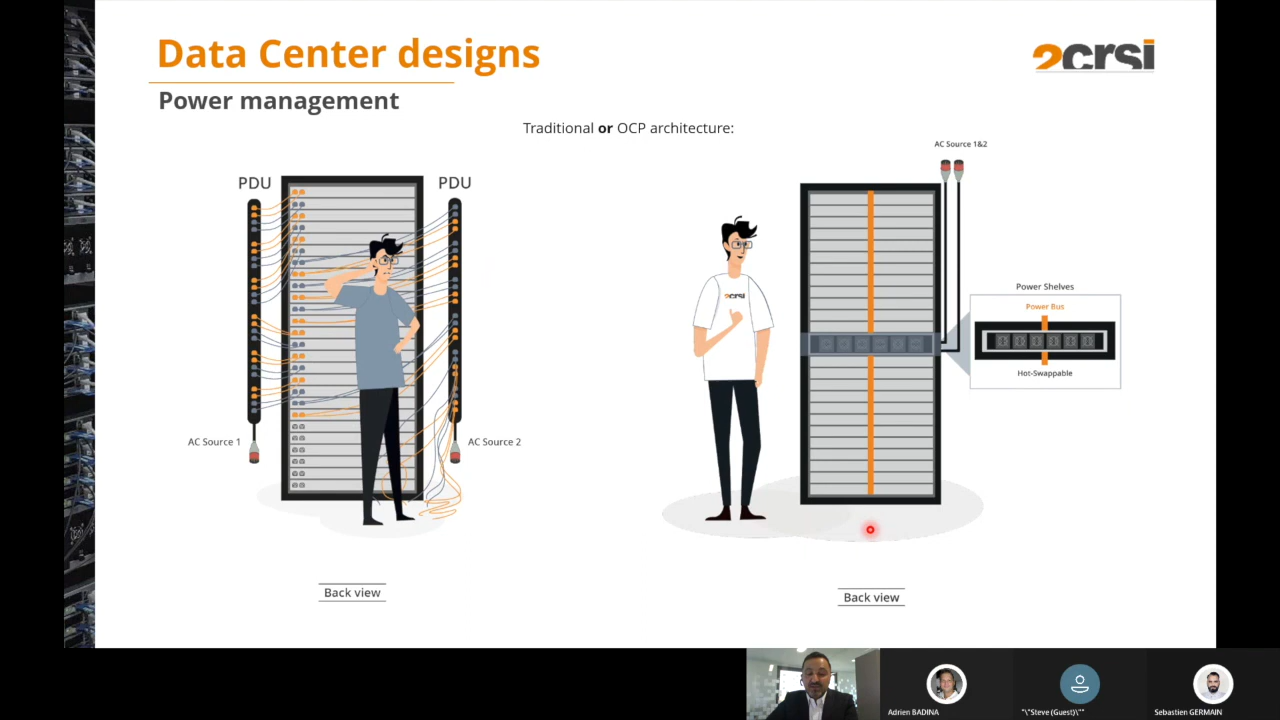 Data Center designs
2crsi
Power management
Traditional or OCP architecture:
AC Source 1&2
PDU
PDU
2crsi
Power Shelves
Power Bus
Hot-Swappable
AC Source 1
AC Source 2
Back view
Back view
Adrien BADINA
"\"Steve (Guest)\""
Sebastien GERMAIN